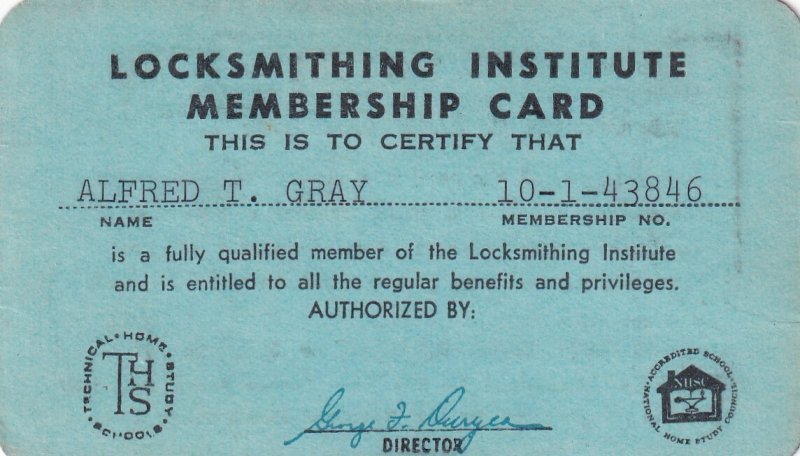 LOCKSMITHING INSTITUTE
MEMBERSHIP CARD
THIS IS TO CERTIFY THAT
ALFRED T. GRAY 10-1-43846
NAME MEMBERSHIP NO.
is a fully qualified member of the Locksmithing Institute
and is entitled to all the regular benefits and privileges.
AUTHORIZED BY:
TECHNICAL • HOME • STUDY • SCHOOLS •
THS
George F. Duryea
DIRECTOR
• ACCREDITED SCHOOL • NATIONAL HOME STUDY COUNCIL
NHSC